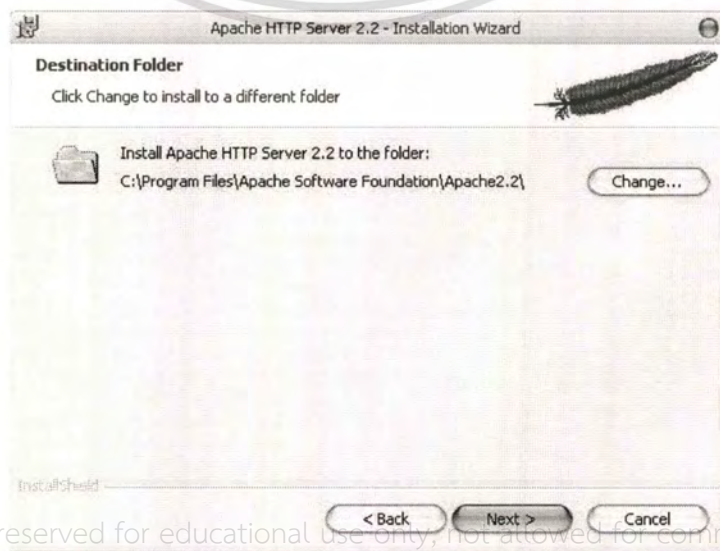 Apache HTTP Server 2.2 - Installation Wizard
Destination Folder
Click Change to install to a different folder
Install Apache HTTP Server 2.2 to the folder:
C:\Program Files\Apache Software Foundation\Apache2.2\
Change...
InstallShield
< Back
Next >
Cancel
reserved for educational use only, not allowed for com